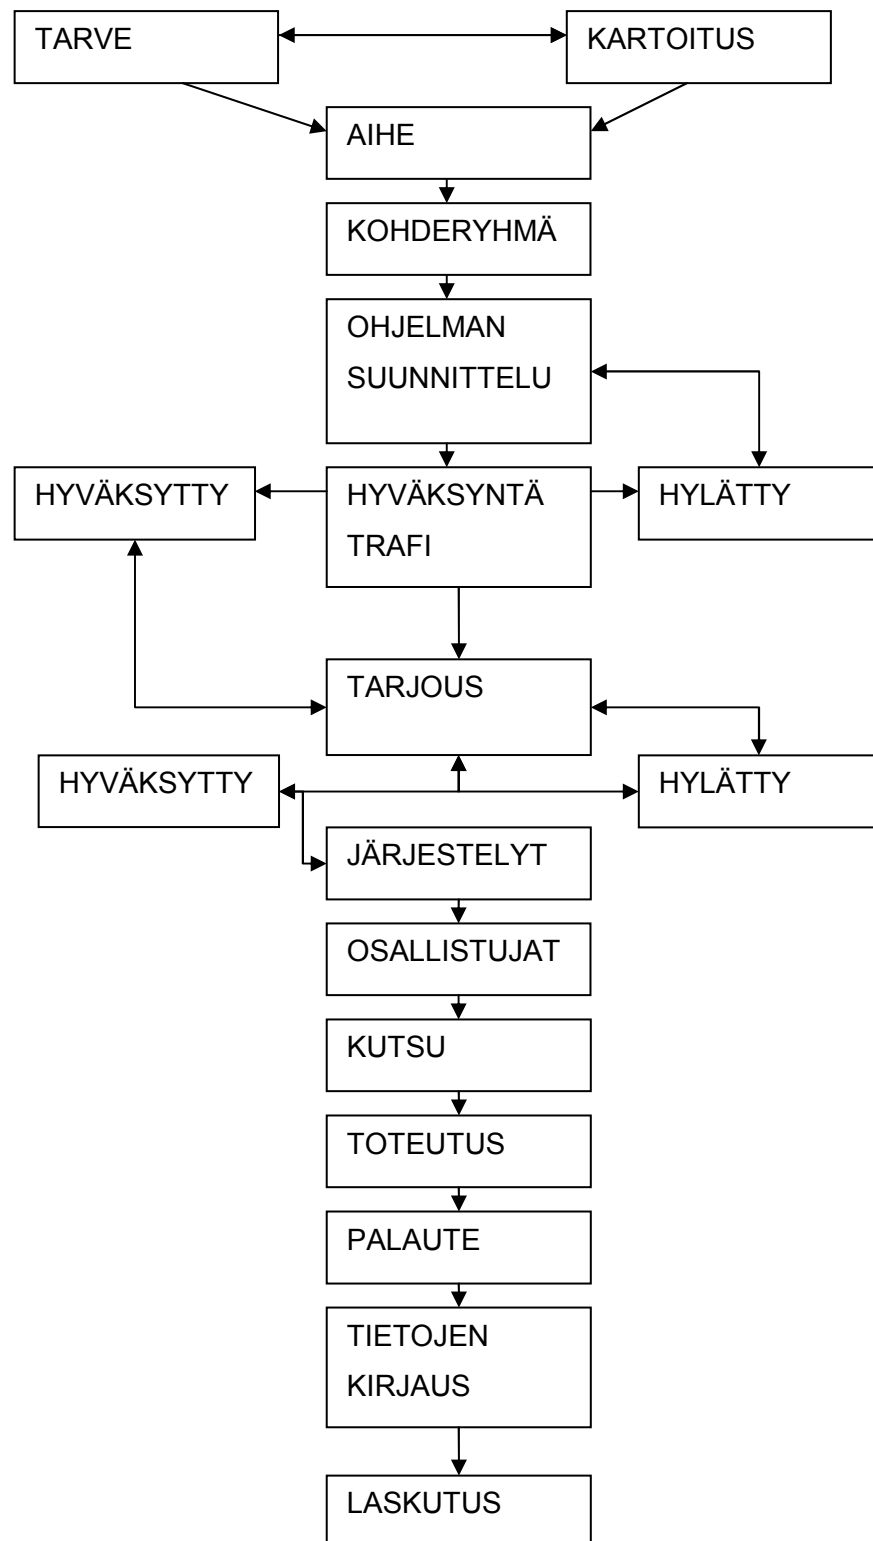 TARVE
KARTOITUS
AIHE
KOHDERYHMÄ
OHJELMAN
SUUNNITTELU
HYVÄKSYTTY
HYVÄKSYNTÄ
TRAFI
HYLÄTTY
TARJOUS
HYVÄKSYTTY
HYLÄTTY
JÄRJESTELYT
OSALLISTUJAT
KUTSU
TOTEUTUS
PALAUTE
TIETOJEN
KIRJAUS
LASKUTUS